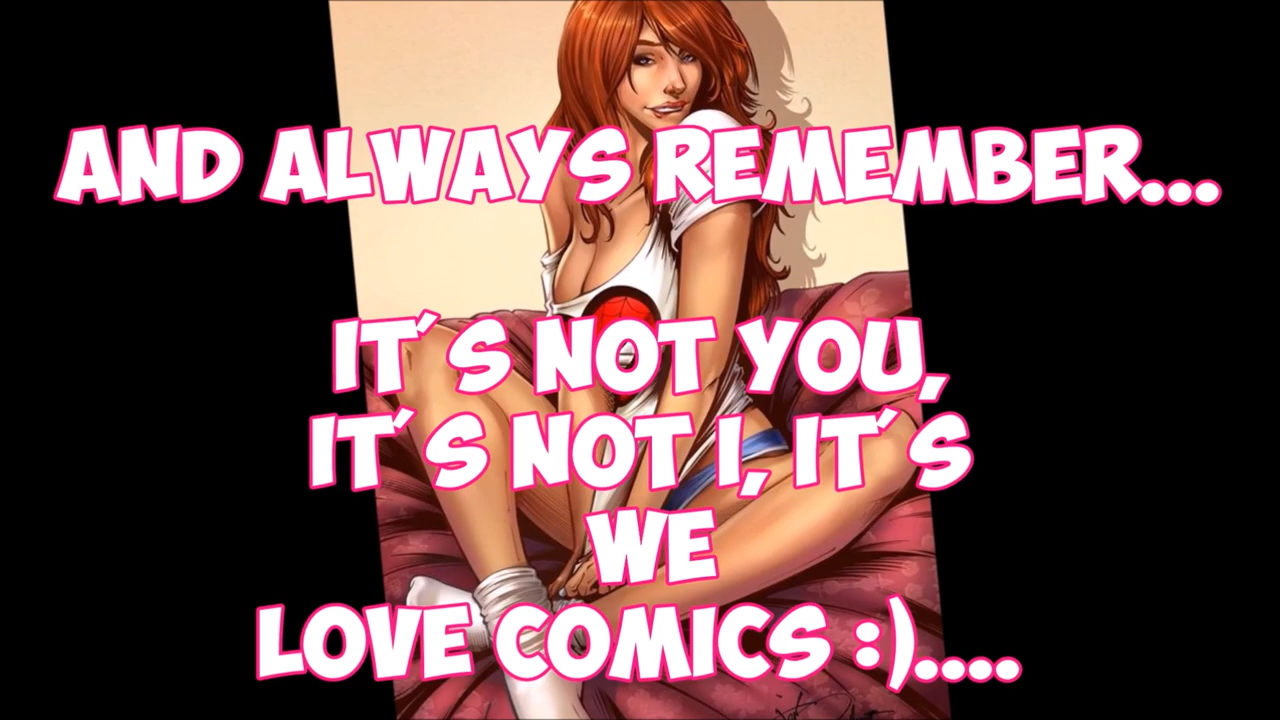 AND ALWAYS REMEMBER...
IT'S NOT YOU,
IT'S NOT I, IT'S
WE
LOVE COMICS :)....